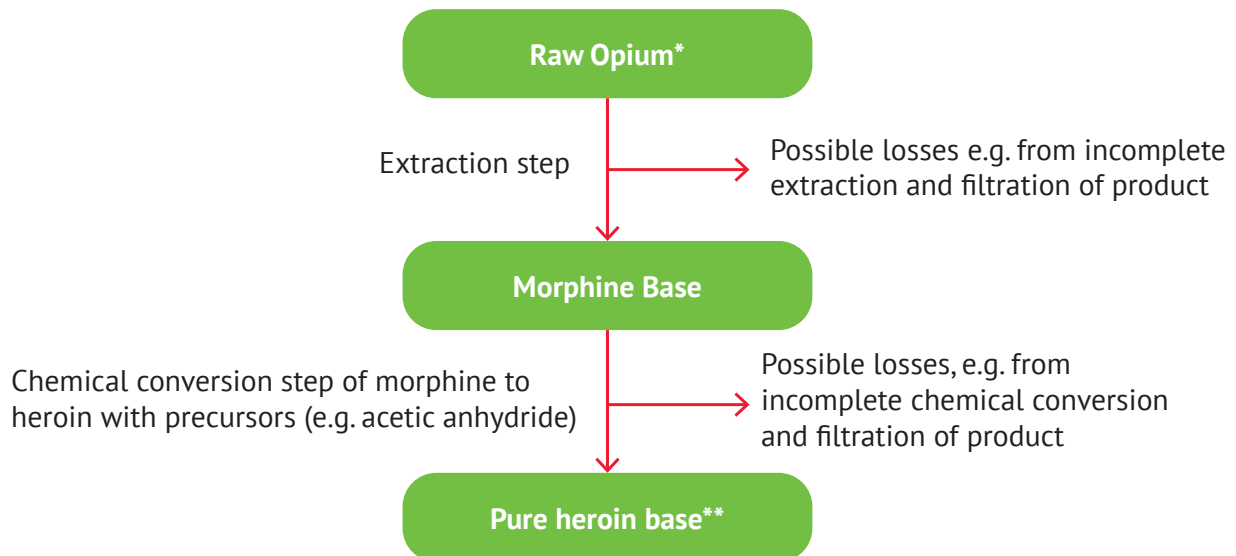 Raw Opium*
Extraction step
Possible losses e.g. from incomplete
extraction and filtration of product
Morphine Base
Chemical conversion step of morphine to
heroin with precursors (e.g. acetic anhydride)
Possible losses, e.g. from
incomplete chemical conversion
and filtration of product
Pure heroin base**